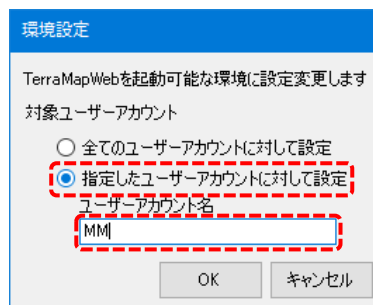 環境設定
TerraMapWebを起動可能な環境に設定変更します
対象ユーザーアカウント
全てのユーザーアカウントに対して設定
指定したユーザーアカウントに対して設定
ユーザーアカウント名
MM
OK
キャンセル